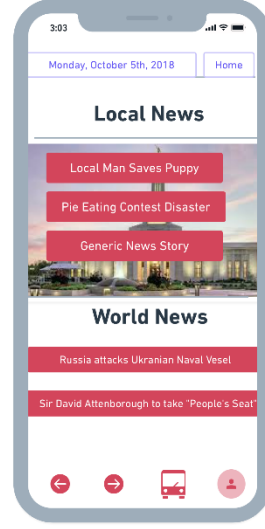 3:03
Monday, October 5th, 2018
Home
Local News
Local Man Saves Puppy
Pie Eating Contest Disaster
Generic News Story
World News
Russia attacks Ukranian Naval Vesel
Sir David Attenborough to take "People's Seat"